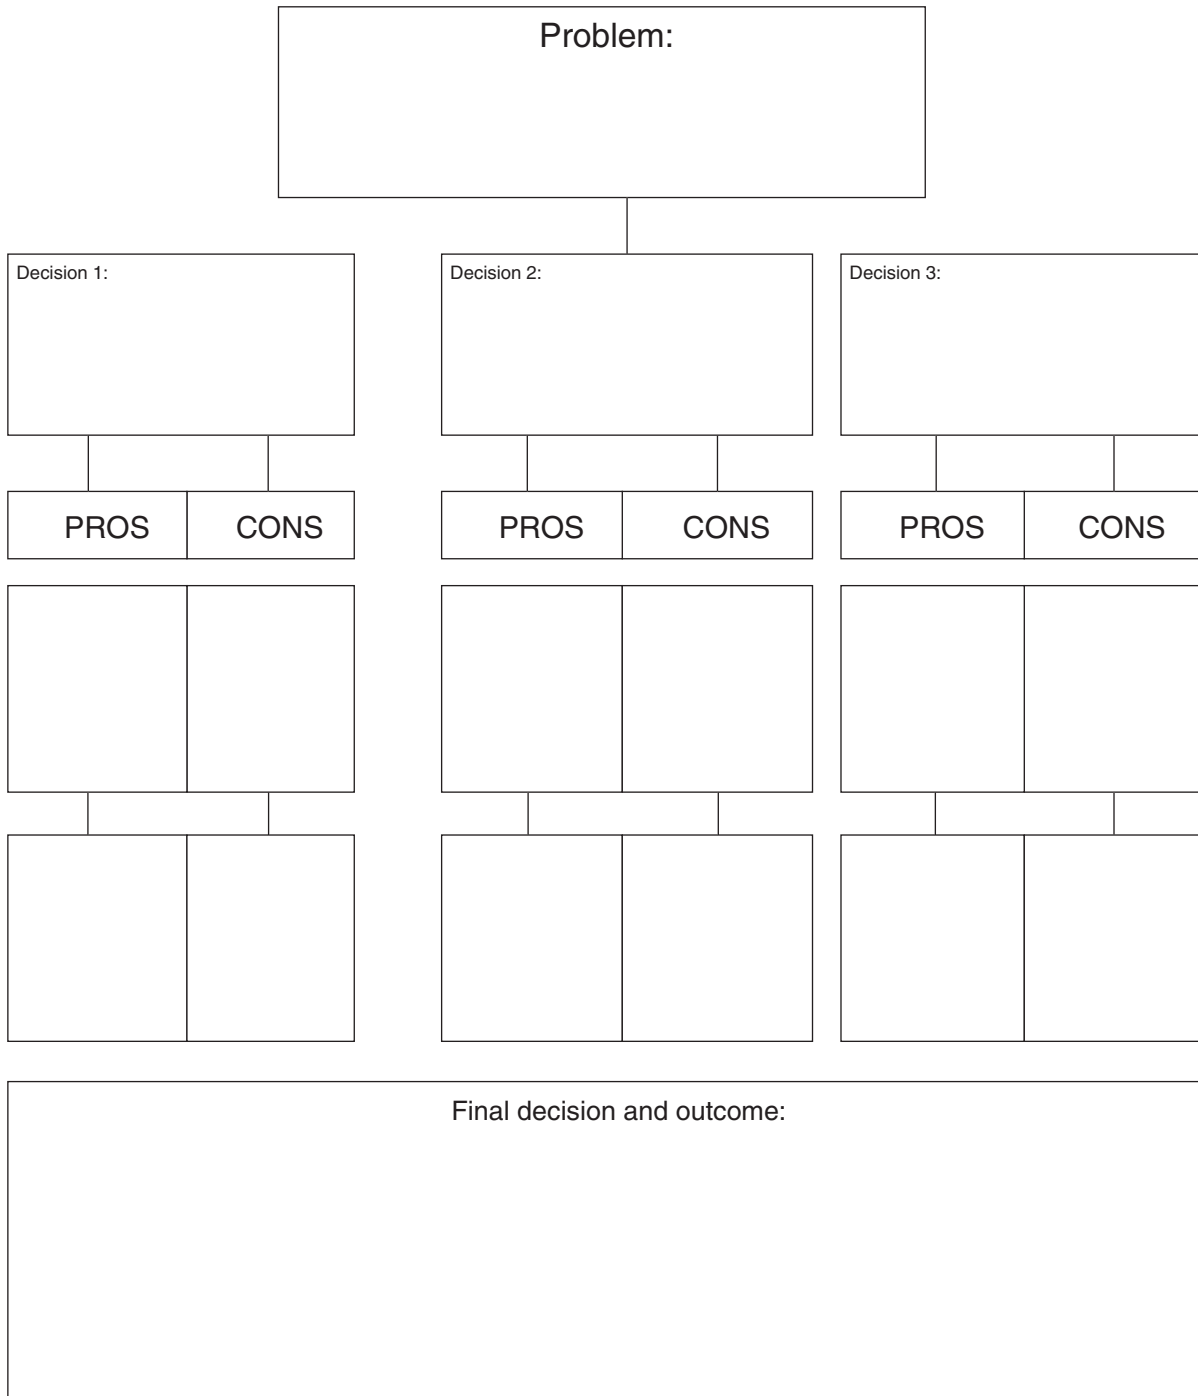 Problem:
Decision 1:
Decision 2:
Decision 3:
PROS CONS
PROS CONS
PROS CONS
Final decision and outcome: